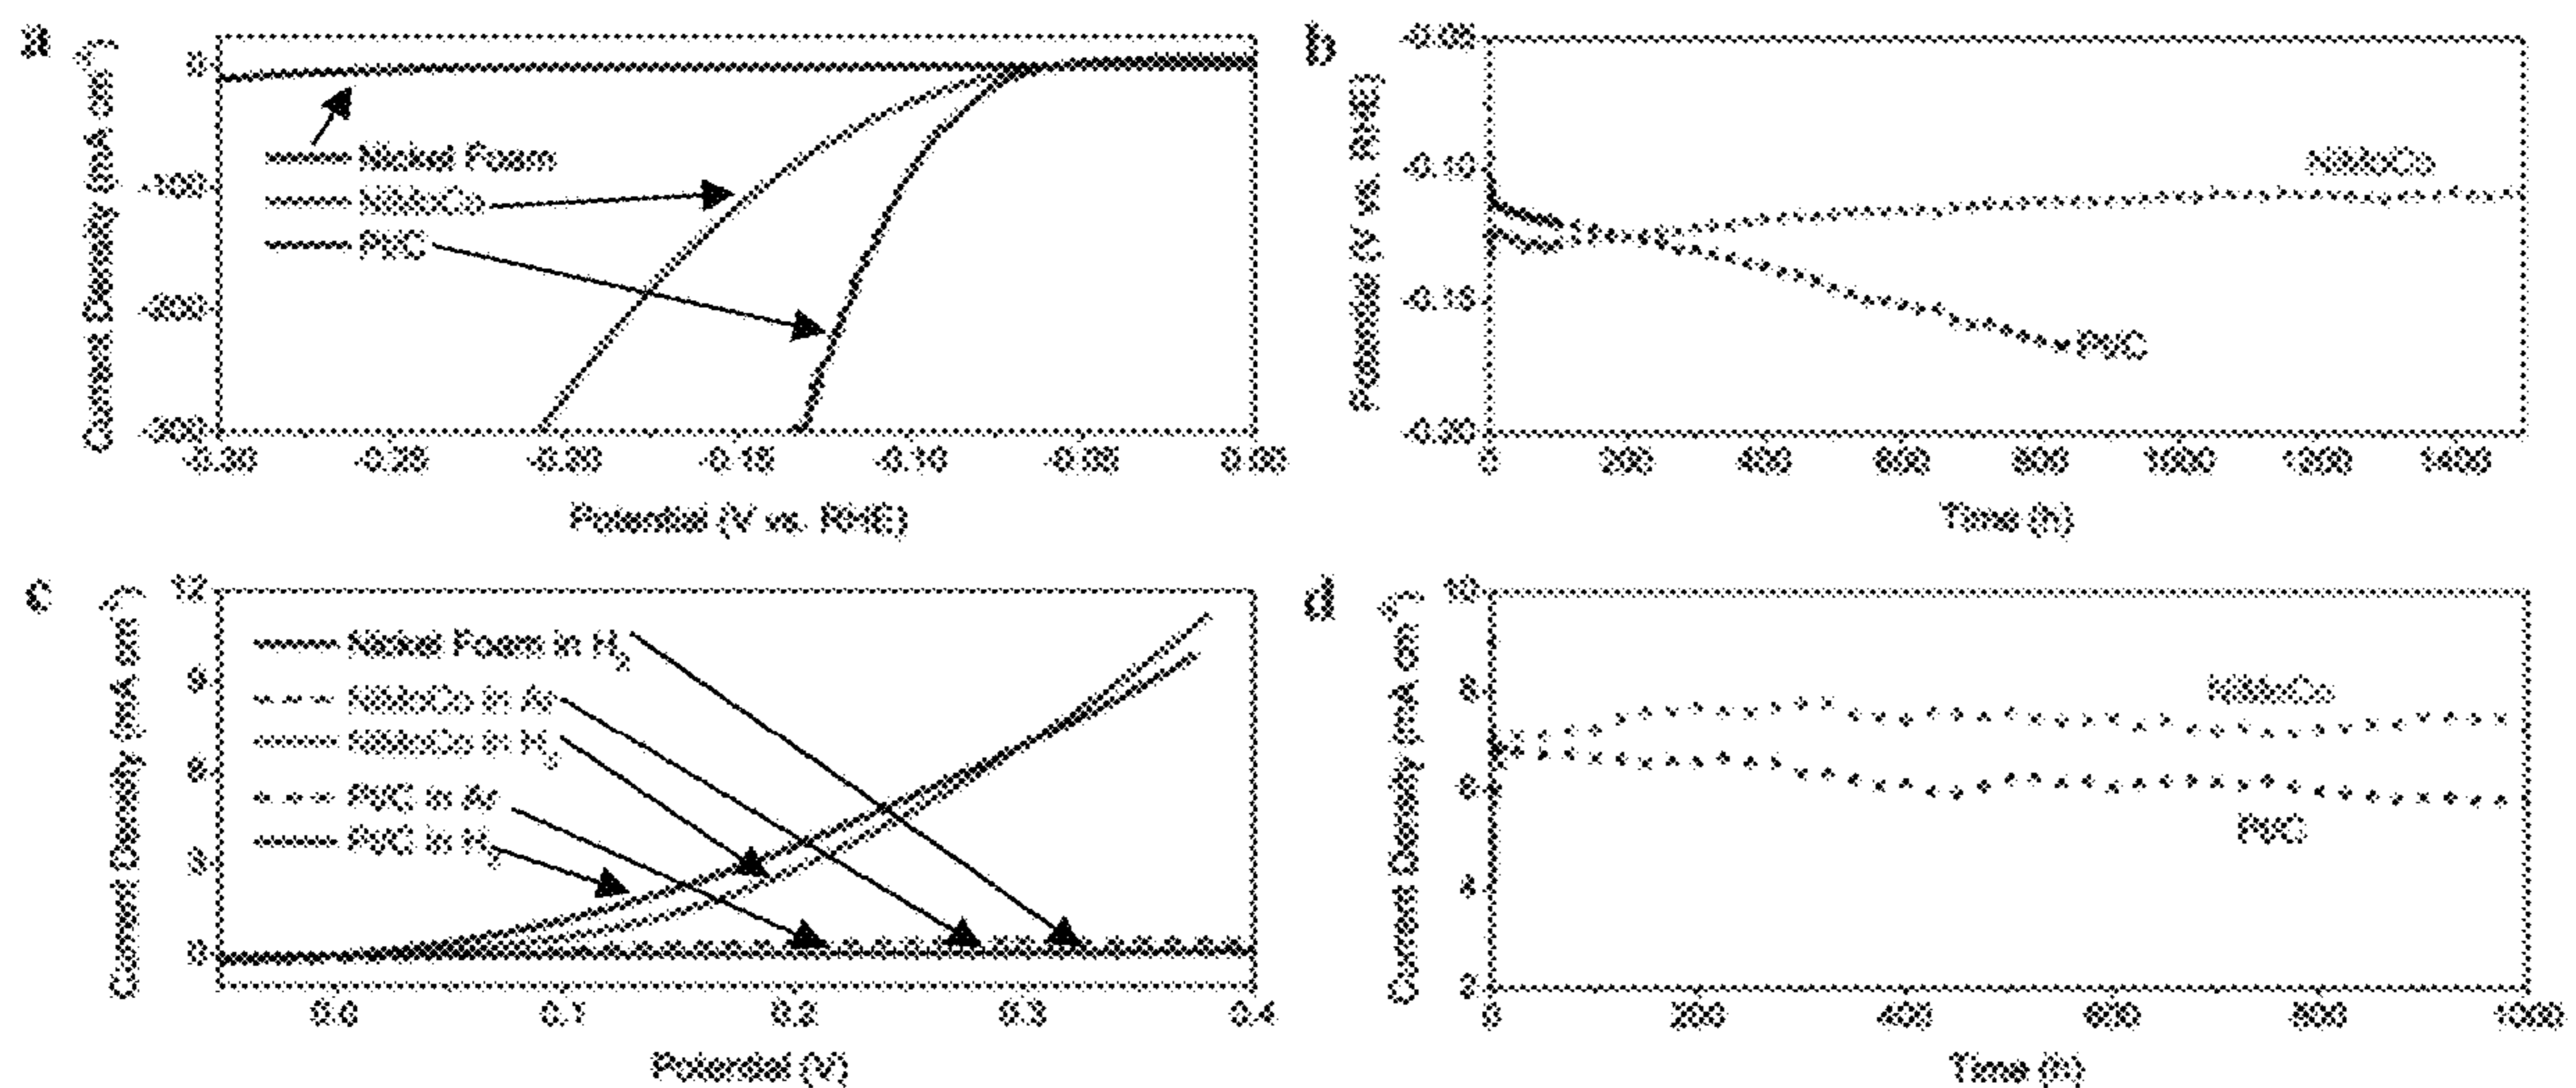 a
Current Density (mA cm-2)
0
-100
-200
-300
Nickel Foam
NiMoCo
Pt/C
-0.30
-0.25
-0.20
-0.15
-0.10
-0.05
0.00
Potential (V vs. RHE)
b
Potential (V vs. RHE)
-0.05
-0.10
-0.15
-0.20
NiMoCo
Pt/C
0
200
400
600
800
1000
1200
1400
Time (h)
c
Current Density (mA cm-2)
12
9
6
3
0
Nickel Foam in H2
NiMoCo in Ar
NiMoCo in H2
Pt/C in Ar
Pt/C in H2
0.0
0.1
0.2
0.3
0.4
Potential (V)
d
Current Density (mA cm-2)
10
8
6
4
2
NiMoCo
Pt/C
0
200
400
600
800
1000
Time (h)